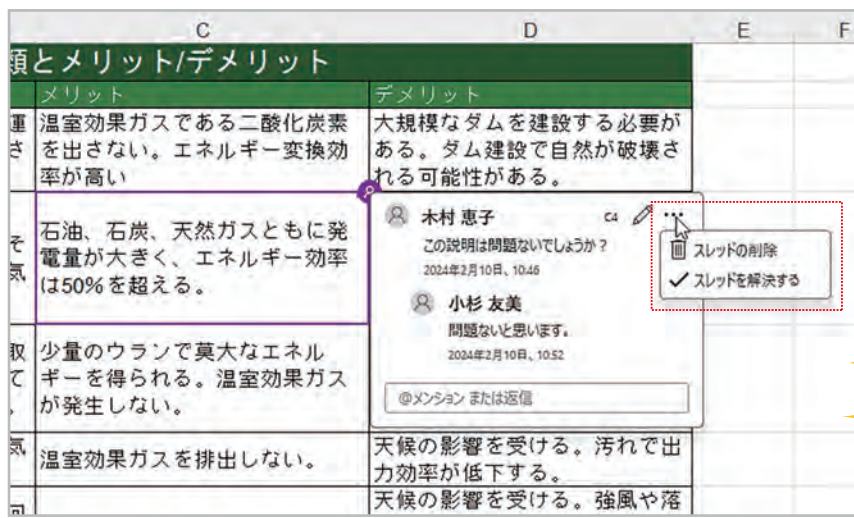 C D E F
類とメリット/デメリット
メリット デメリット
運 温室効果ガスである二酸化炭素 大規模なダムを建設する必要が
さ を出さない。エネルギー変換効 ある。ダム建設で自然が破壊さ
率が高い れる可能性がある。
そ 石油、石炭、天然ガスともに発
気 電量が大きく、エネルギー効率
は50%を超える。
木村 恵子 C4
この説明は問題ないでしょうか？
2024年2月10日、10:46
小杉 友美
問題ないと思います。
2024年2月10日、10:52
@メンション または返信
スレッドの削除
スレッドを解決する
取 少量のウランで莫大なエネル
て ギーを得られる。温室効果ガス
。 が発生しない。
気 温室効果ガスを排出しない。 天候の影響を受ける。汚れで出
力効率が低下する。
可 天候の影響を受ける。強風や落